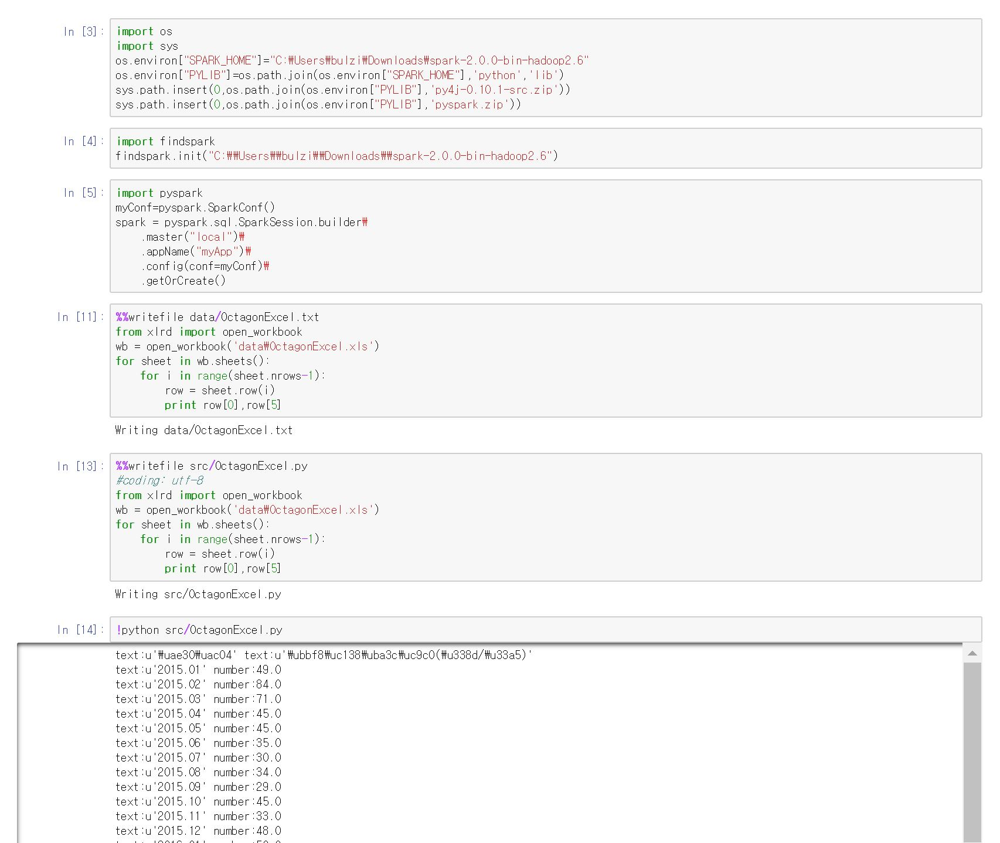 In [3]:
import os
import sys
os.environ["SPARK_HOME"]="C:₩Users₩bulzi₩Downloads₩spark-2.0.0-bin-hadoop2.6"
os.environ["PYLIB"]=os.path.join(os.environ["SPARK_HOME"],'python','lib')
sys.path.insert(0,os.path.join(os.environ["PYLIB"],'py4j-0.10.1-src.zip'))
sys.path.insert(0,os.path.join(os.environ["PYLIB"],'pyspark.zip'))
In [4]:
import findspark
findspark.init("C:₩₩Users₩₩bulzi₩₩Downloads₩₩spark-2.0.0-bin-hadoop2.6")
In [5]:
import pyspark
myConf=pyspark.SparkConf()
spark = pyspark.sql.SparkSession.builder₩
    .master("local")₩
    .appName("myApp")₩
    .config(conf=myConf)₩
    .getOrCreate()
In [11]:
%%writefile data/OctagonExcel.txt
from xlrd import open_workbook
wb = open_workbook('data₩OctagonExcel.xls')
for sheet in wb.sheets():
    for i in range(sheet.nrows-1):
        row = sheet.row(i)
        print row[0],row[5]
Writing data/OctagonExcel.txt
In [13]:
%%writefile src/OctagonExcel.py
#coding: utf-8
from xlrd import open_workbook
wb = open_workbook('data₩OctagonExcel.xls')
for sheet in wb.sheets():
    for i in range(sheet.nrows-1):
        row = sheet.row(i)
        print row[0],row[5]
Writing src/OctagonExcel.py
In [14]:
!python src/OctagonExcel.py
text:u'₩uae30₩uac04' text:u'₩ubbf8₩uc138₩uba3c₩uc9c0(₩u338d/₩u33a5)'
text:u'2015.01' number:49.0
text:u'2015.02' number:84.0
text:u'2015.03' number:71.0
text:u'2015.04' number:45.0
text:u'2015.05' number:45.0
text:u'2015.06' number:35.0
text:u'2015.07' number:30.0
text:u'2015.08' number:34.0
text:u'2015.09' number:29.0
text:u'2015.10' number:45.0
text:u'2015.11' number:33.0
text:u'2015.12' number:48.0